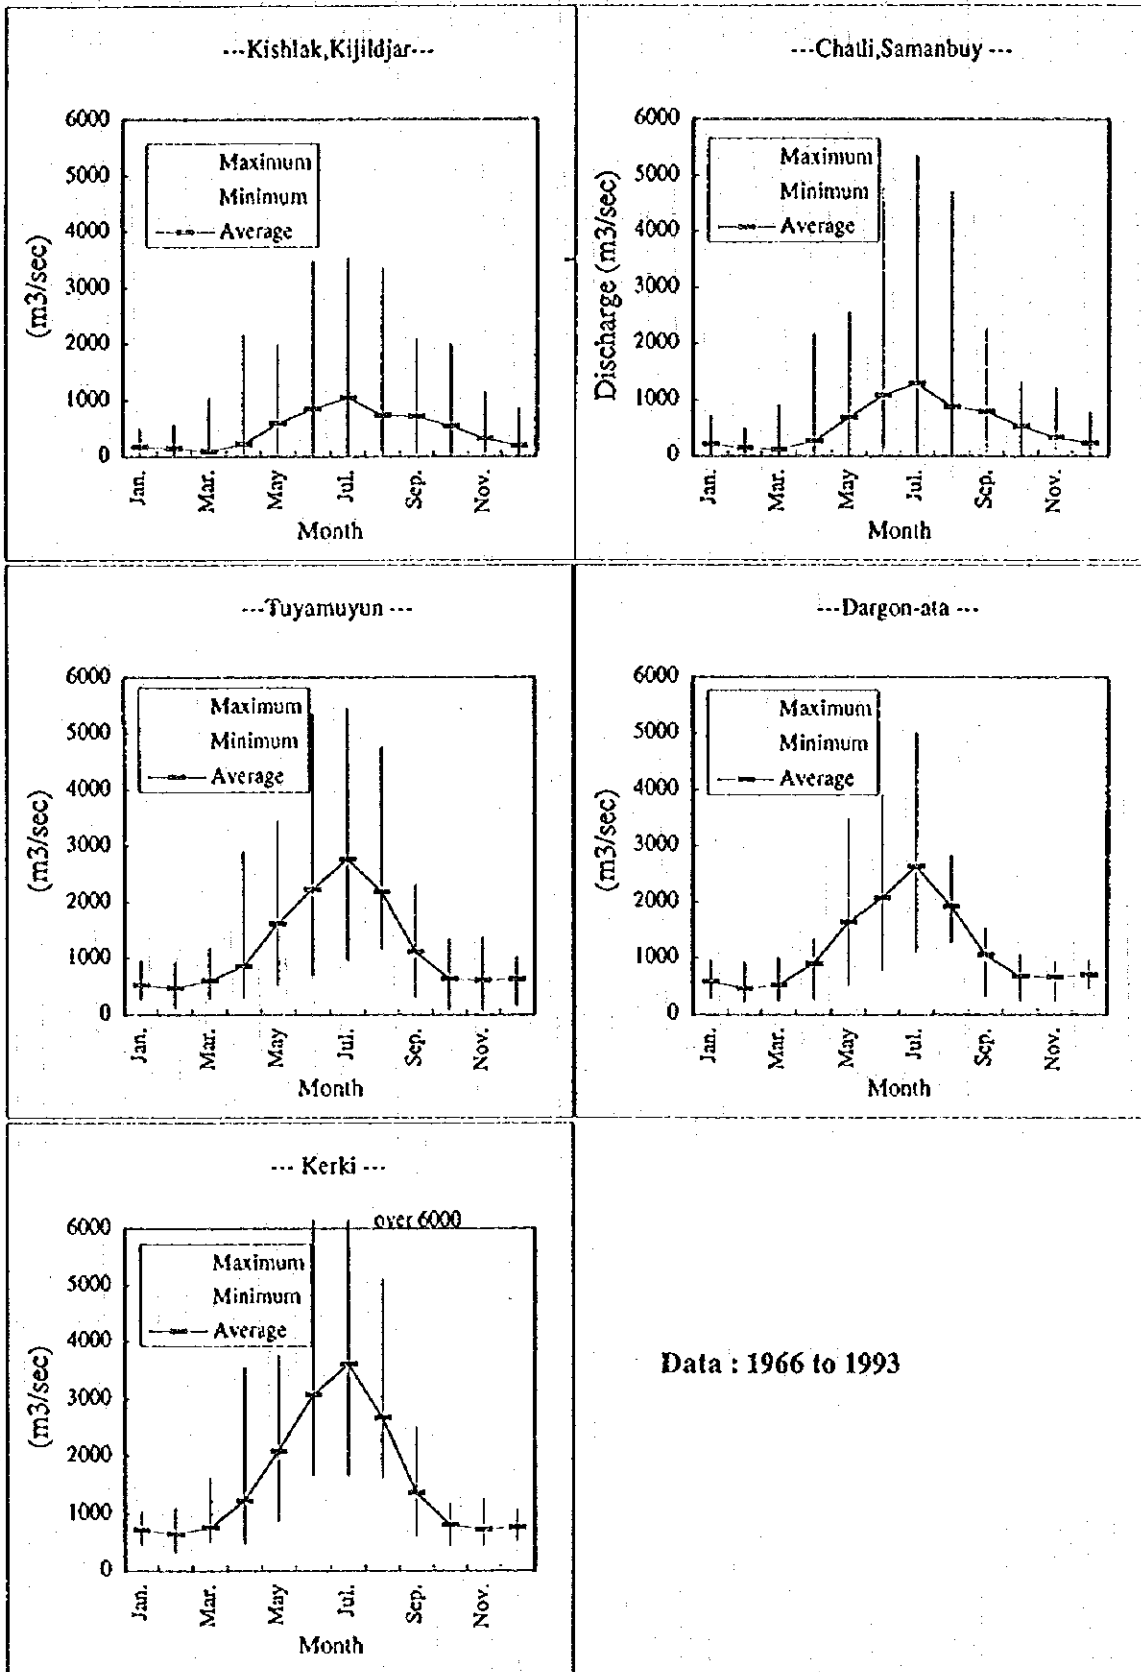 ---Kishlak,Kijildjar---
6000
5000
4000
3000
2000
1000
0
(m3/sec)
Maximum
Minimum
Average
Jan.
Mar.
May
Jul.
Sep.
Nov.
Month
---Chatli,Samanbuy ---
6000
5000
4000
3000
2000
1000
0
Discharge (m3/sec)
Maximum
Minimum
Average
Jan.
Mar.
May
Jul.
Sep.
Nov.
Month
---Tuyamuyun ---
6000
5000
4000
3000
2000
1000
0
(m3/sec)
Maximum
Minimum
Average
Jan.
Mar.
May
Jul.
Sep.
Nov.
Month
---Dargon-ata ---
6000
5000
4000
3000
2000
1000
0
(m3/sec)
Maximum
Minimum
Average
Jan.
Mar.
May
Jul.
Sep.
Nov.
Month
--- Kerki ---
over 6000
6000
5000
4000
3000
2000
1000
0
(m3/sec)
Maximum
Minimum
Average
Jan.
Mar.
May
Jul.
Sep.
Nov.
Month
Data : 1966 to 1993